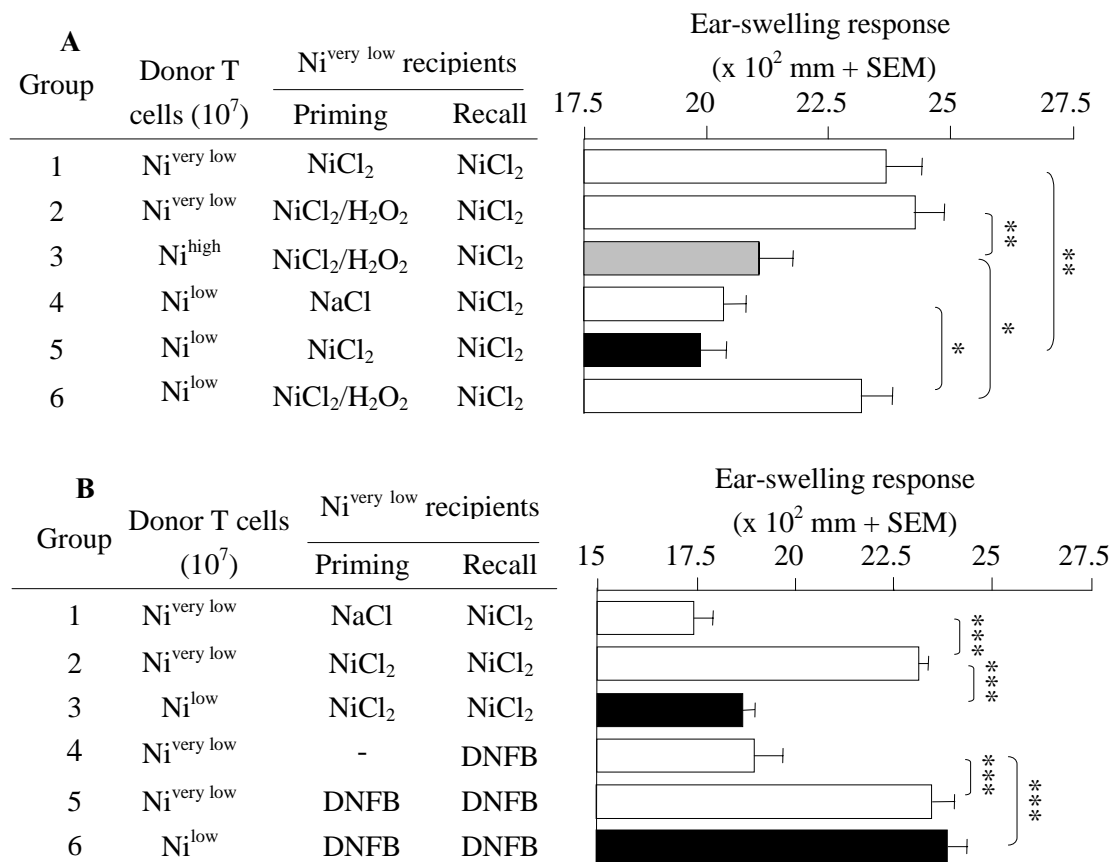 A
Group Donor T cells (10⁷) Ni^very low recipients Ear-swelling response
(x 10² mm + SEM)
Priming Recall 17.5 20 22.5 25 27.5
1 Ni^very low NiCl₂ NiCl₂
2 Ni^very low NiCl₂/H₂O₂ NiCl₂
3 Ni^high NiCl₂/H₂O₂ NiCl₂
4 Ni^low NaCl NiCl₂
5 Ni^low NiCl₂ NiCl₂
6 Ni^low NiCl₂/H₂O₂ NiCl₂
** ** * *
B
Group Donor T cells (10⁷) Ni^very low recipients Ear-swelling response
(x 10² mm + SEM)
Priming Recall 15 17.5 20 22.5 25 27.5
1 Ni^very low NaCl NiCl₂
2 Ni^very low NiCl₂ NiCl₂
3 Ni^low NiCl₂ NiCl₂
4 Ni^very low - DNFB
5 Ni^very low DNFB DNFB
6 Ni^low DNFB DNFB
*** *** *** ***